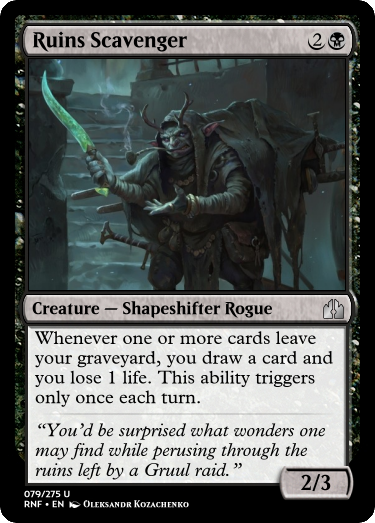 Ruins Scavenger 2
Creature — Shapeshifter Rogue
Whenever one or more cards leave
your graveyard, you draw a card and
you lose 1 life. This ability triggers
only once each turn.
“You’d be surprised what wonders one
may find while perusing through the
ruins left by a Gruul raid.”
2/3
079/275 U
RNF • EN Oleksandr Kozachenko